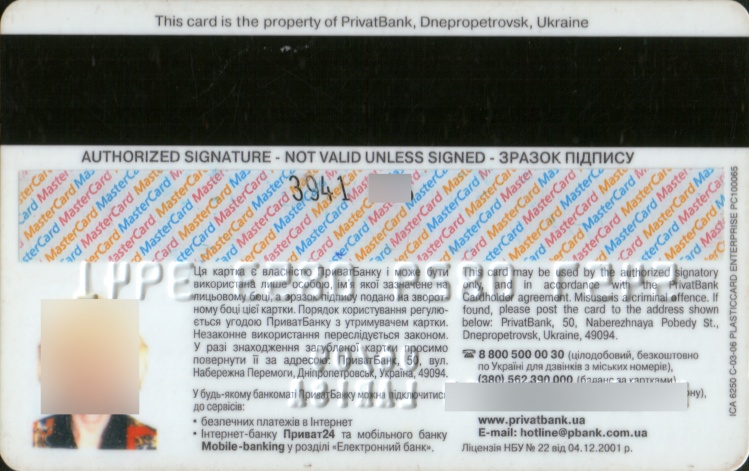 This card is the property of PrivatBank, Dnepropetrovsk, Ukraine
AUTHORIZED SIGNATURE - NOT VALID UNLESS SIGNED - ЗРАЗОК ПІДПИСУ
MasterCard
3941
Ця картка є власністю ПриватБанку і бути
використана лише особою, ім'я якої зазначене на
лицьовому боці, а зразок підпису подано на зворот-
ному боці цієї картки. Порядок користування регулю-
ється угодою ПриватБанку з утримувачем картки.
Незаконне використання переслідується законом.
У разі знаходження загубленої картки просимо
повернути її за адресою: ПриватБанк, 50, вул.
Набережна Перемоги, Дніпропетровськ, Україна, 49094.
У будь-якому банкоматі ПриватБанку можна підключитись
до сервісів:
• безпечних платежів в Інтернет
• Інтернет-банку Приват24 та мобільного банку
Mobile-banking у розділі «Електронний банк».
This card may be used by the authorized signatory
only in accordance with the PrivatBank
Cardholder agreement. Misuse is a criminal offence. If
found, please post the card to the address shown
below: PrivatBank, 50, Naberezhnaya Pobedy St.,
Dnepropetrovsk, Ukraine, 49094.
☎ 8 800 500 00 30 (цілодобовий, безкоштовно
по Україні для дзвінків з міських номерів),
(380) 562 390 000 (баланс за картками)
www.privatbank.ua
E-mail: hotline@pbank.com.ua
Ліцензія НБУ № 22 від 04.12.2001 р.
ICA 6250 C-03-08 PLASTICCARD ENTERPRISE PC100065